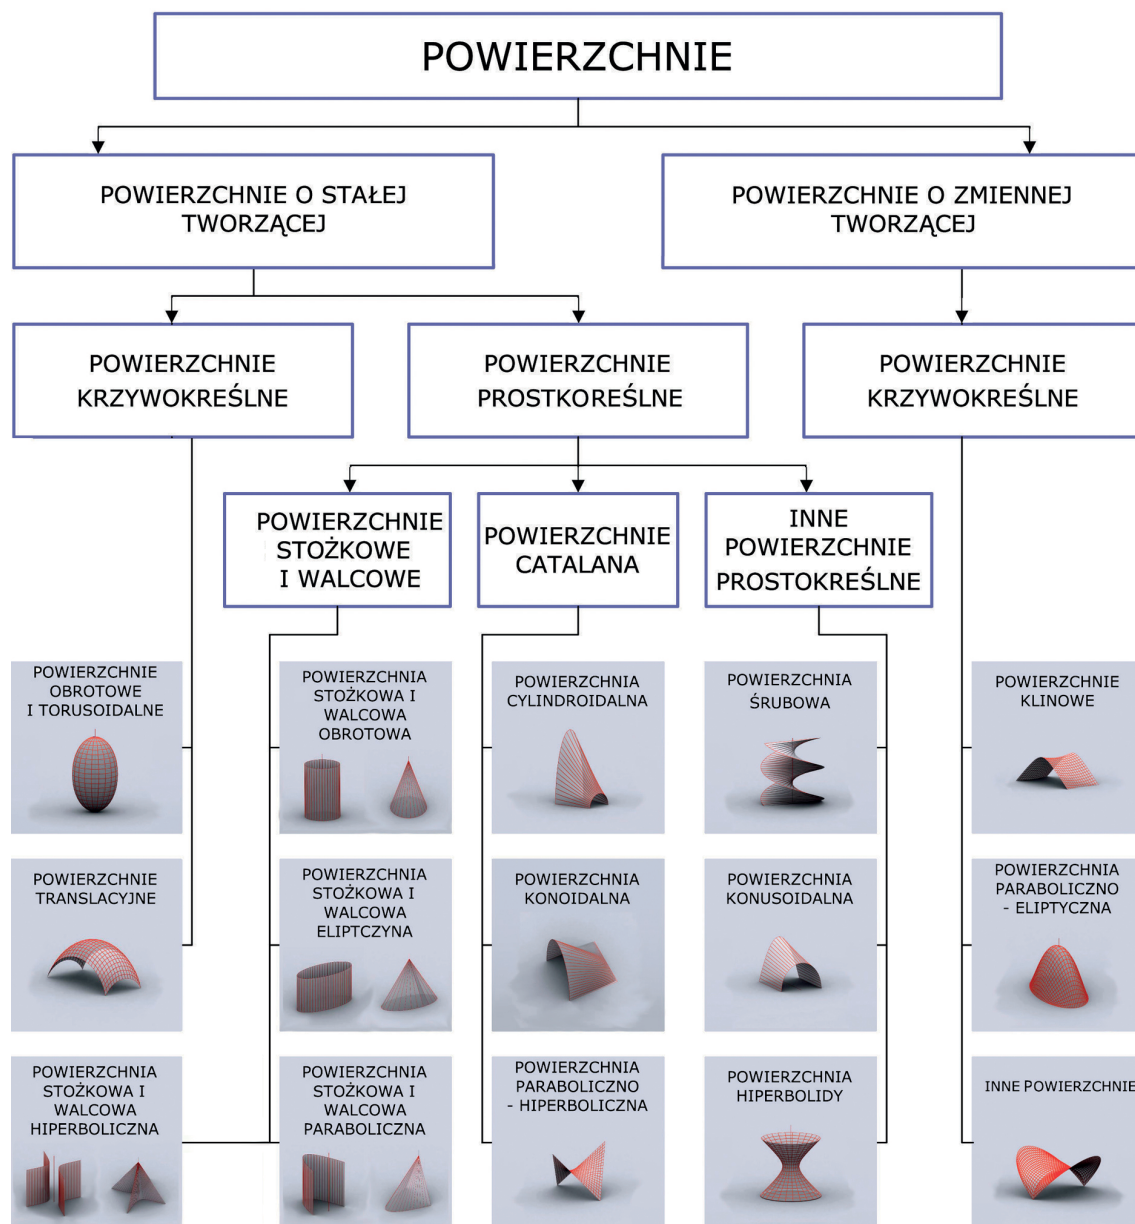 POWIERZCHNIE
POWIERZCHNIE O STAŁEJ
TWORZĄCEJ
POWIERZCHNIE O ZMIENNEJ
TWORZĄCEJ
POWIERZCHNIE
KRZYWOKREŚLNE
POWIERZCHNIE
PROSTKOREŚLNE
POWIERZCHNIE
KRZYWOKREŚLNE
POWIERZCHNIE
STOŻKOWE
I WALCOWE
POWIERZCHNIE
CATALANA
INNE
POWIERZCHNIE
PROSTOKREŚLNE
POWIERZCHNIE
OBROTOWE
I TORUSOIDALNE
POWIERZCHNIA
STOŻKOWA I
WALCOWA
OBROTOWA
POWIERZCHNIA
CYLINDROIDALNA
POWIERZCHNIA
ŚRUBOWA
POWIERZCHNIE
KLINOWE
POWIERZCHNIE
TRANSLACYJNE
POWIERZCHNIA
STOŻKOWA I
WALCOWA
ELIPTCZYNA
POWIERZCHNIA
KONOIDALNA
POWIERZCHNIA
KONUSOIDALNA
POWIERZCHNIA
PARABOLICZNO
- ELIPTYCZNA
POWIERZCHNIA
STOŻKOWA I
WALCOWA
HIPERBOLICZNA
POWIERZCHNIA
STOŻKOWA I
WALCOWA
PARABOLICZNA
POWIERZCHNIA
PARABOLICZNO
- HIPERBOLICZNA
POWIERZCHNIA
HIPERBOLIDY
INNE POWIERZCHNIE